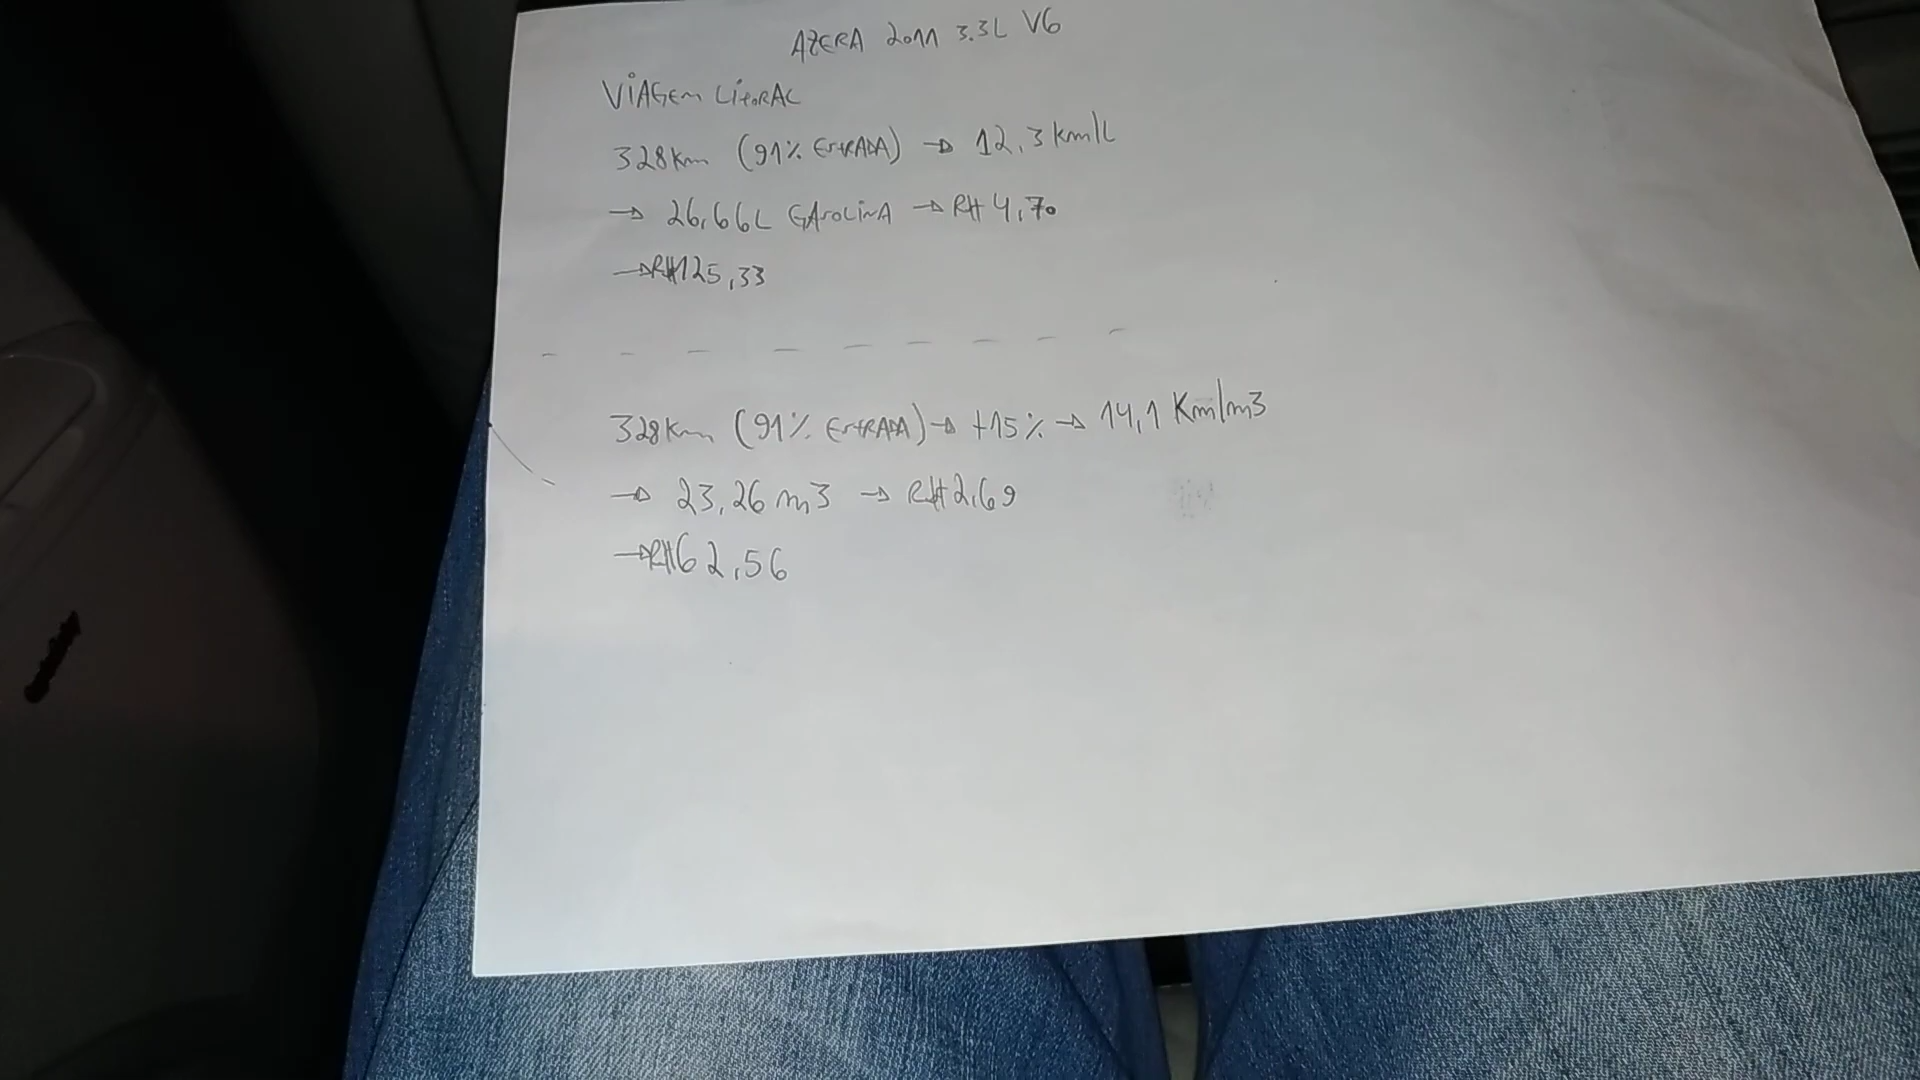 AZERA 2011 3.3L V6
VIAGEM LITORAL
328Km (91% ESTRADA) → 12,3 Km/L
→ 26,66L GASOLINA → R$ 4,70
→ R$125,33
328Km (91% ESTRADA) → +15% → 14,1 Km/m3
→ 23,26 m3 → R$2,69
→ R$62,56